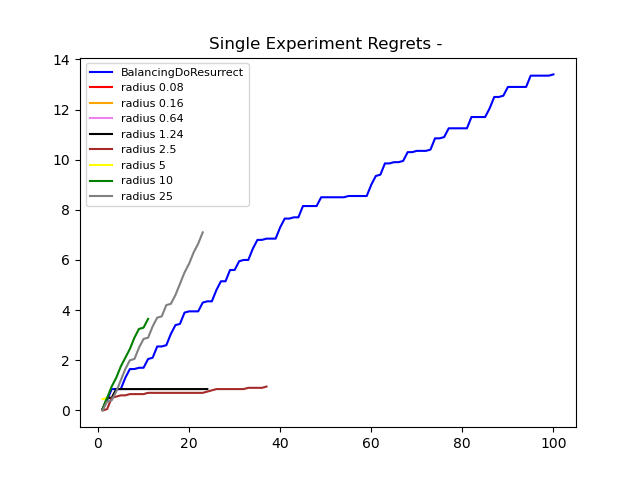 Single Experiment Regrets -
14
12
10
8
6
4
2
0
BalancingDoResurrect
radius 0.08
radius 0.16
radius 0.64
radius 1.24
radius 2.5
radius 5
radius 10
radius 25
0 20 40 60 80 100